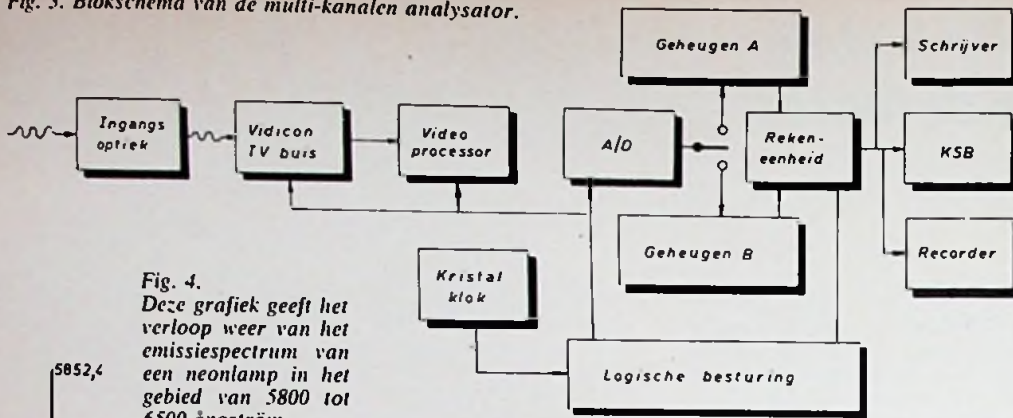 Fig. 3. Blokschema van de multi-kanalen analysator.
Ingangs
optiek
Vidicon
TV buis
Video
processor
A/D
Geheugen A
Geheugen B
Reken-
eenheid
Schrijver
KSB
Recorder
Kristal
klok
Logische besturing
Fig. 4.
Deze grafiek geeft het
verloop weer van het
emissiespectrum van
een neonlamp in het
gebied van 5800 tot
6500 ångström
5852,4